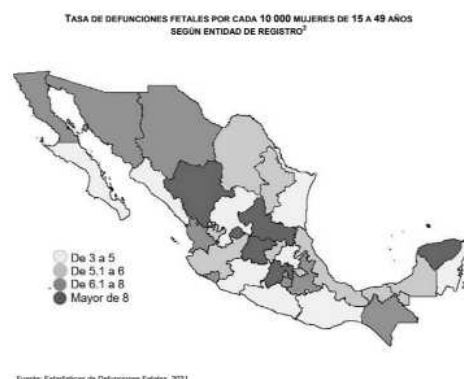 TASA DE DEFUNCIONES FETALES POR CADA 10 000 MUJERES DE 15 A 49 AÑOS
SEGÚN ENTIDAD DE REGISTRO²
De 3 a 5
De 5.1 a 6
De 6.1 a 8
Mayor de 8
Fuente: Estadísticas de Defunciones Fetales, 2021